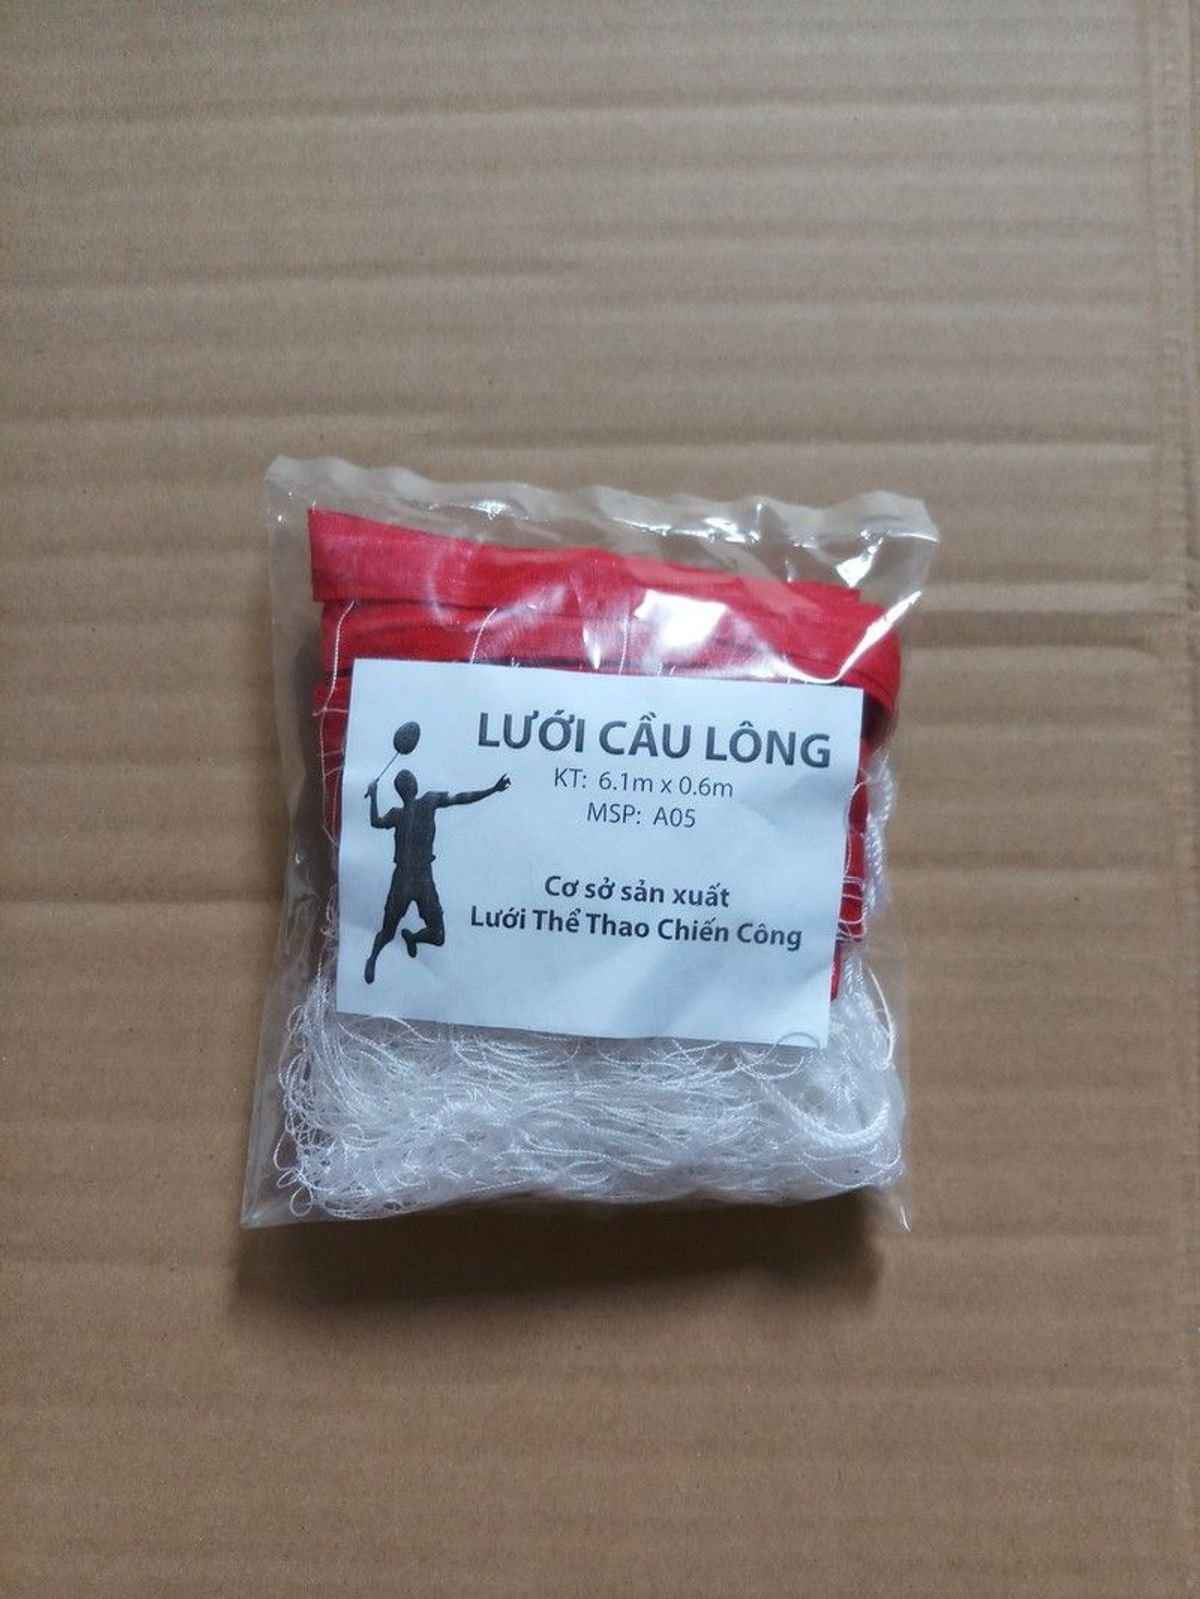 LƯỚI CẦU LÔNG
KT: 6.1m x 0.6m
MSP: A05
Cơ sở sản xuất
Lưới Thể Thao Chiến Công